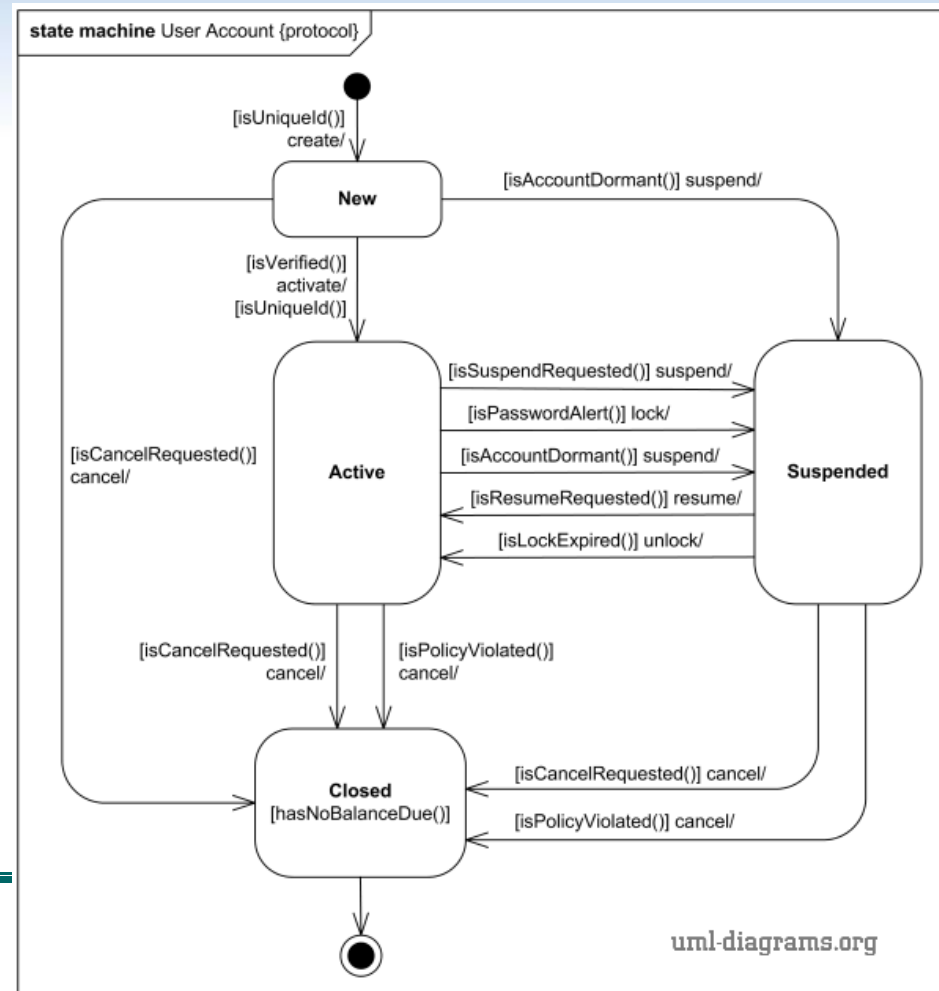 state machine User Account {protocol}
[isUniqueId()]
create/
New
[isAccountDormant()] suspend/
[isVerified()]
activate/
[isUniqueId()]
[isSuspendRequested()] suspend/
[isPasswordAlert()] lock/
[isCancelRequested()]
cancel/
Active
[isAccountDormant()] suspend/
Suspended
[isResumeRequested()] resume/
[isLockExpired()] unlock/
[isCancelRequested()]
cancel/
[isPolicyViolated()]
cancel/
Closed
[hasNoBalanceDue()]
[isCancelRequested()] cancel/
[isPolicyViolated()] cancel/
uml-diagrams.org